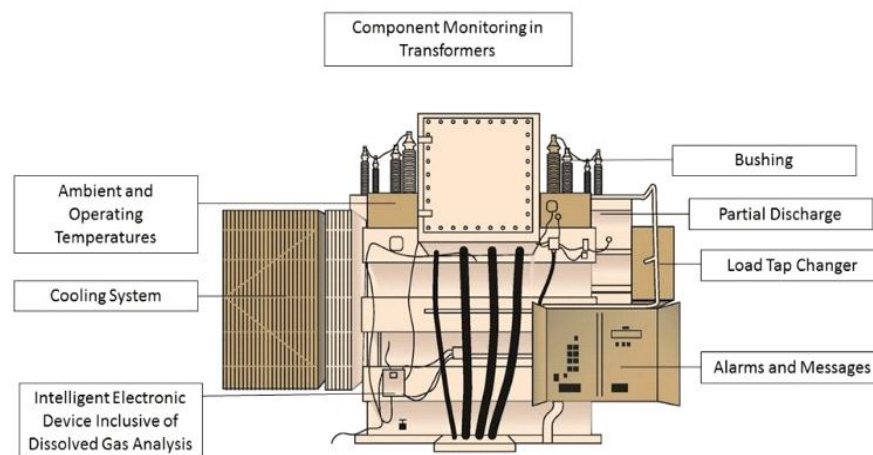 Component Monitoring in
Transformers
Ambient and
Operating
Temperatures
Cooling System
Intelligent Electronic
Device Inclusive of
Dissolved Gas Analysis
Bushing
Partial Discharge
Load Tap Changer
Alarms and Messages